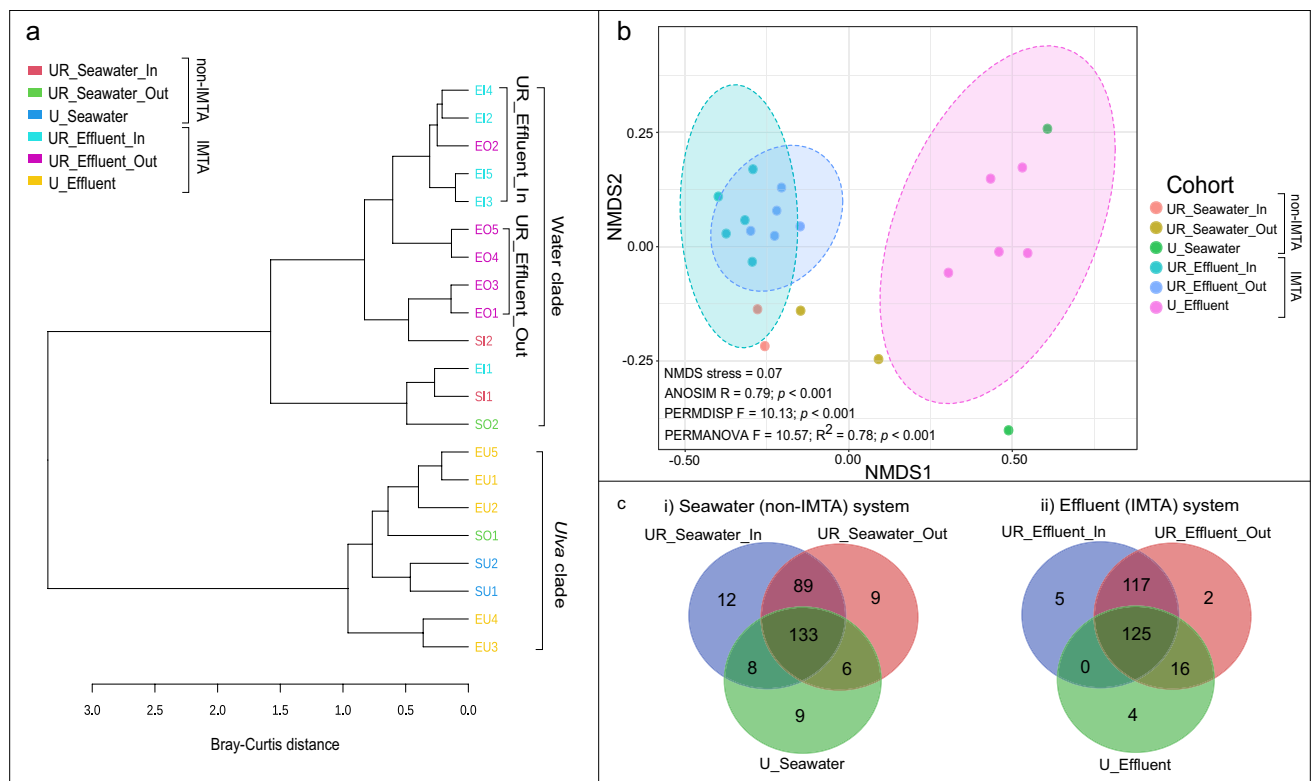 a
UR_Seawater_In
UR_Seawater_Out
U_Seawater
UR_Effluent_In
UR_Effluent_Out
U_Effluent
non-IMTA
IMTA
EI4
EI2
EO2
EI5
EI3
EO5
EO4
EO3
EO1
SI2
EI1
SI1
SO2
EU5
EU1
EU2
SO1
SU2
SU1
EU4
EU3
UR_Effluent_In
UR_Effluent_Out
Water clade
Ulva clade
3.0 2.5 2.0 1.5 1.0 0.5 0.0
Bray-Curtis distance
b
0.25
0.00
-0.25
NMDS2
NMDS stress = 0.07
ANOSIM R = 0.79; p < 0.001
PERMDISP F = 10.13; p < 0.001
PERMANOVA F = 10.57; R2 = 0.78; p < 0.001
-0.50 0.00 0.50
NMDS1
Cohort
UR_Seawater_In
UR_Seawater_Out
U_Seawater
UR_Effluent_In
UR_Effluent_Out
U_Effluent
non-IMTA
IMTA
c
i) Seawater (non-IMTA) system
UR_Seawater_In UR_Seawater_Out
12 89 9
133
8 6
9
U_Seawater
ii) Effluent (IMTA) system
UR_Effluent_In UR_Effluent_Out
5 117 2
125
0 16
4
U_Effluent